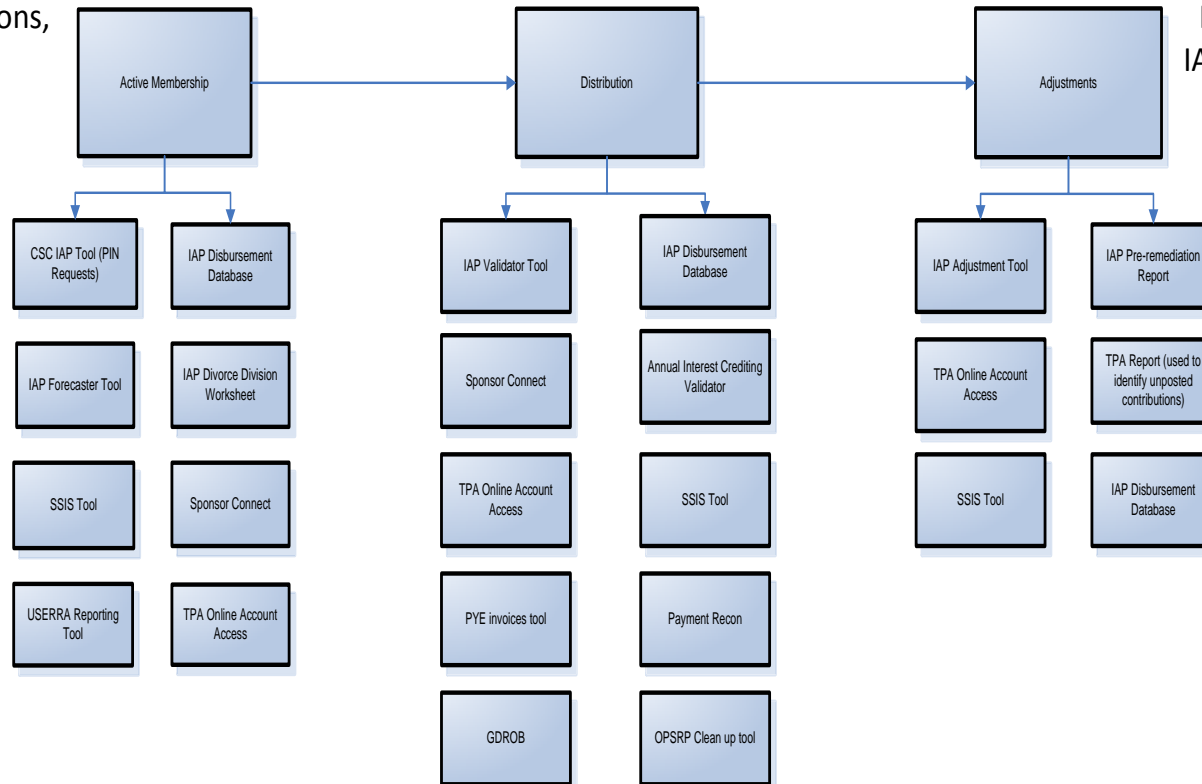 ons,
IA
Active Membership
Distribution
Adjustments
CSC IAP Tool (PIN
Requests)
IAP Disbursement
Database
IAP Forecaster Tool
IAP Divorce Division
Worksheet
SSIS Tool
Sponsor Connect
USERRA Reporting
Tool
TPA Online Account
Access
IAP Validator Tool
IAP Disbursement
Database
Sponsor Connect
Annual Interest Crediting
Validator
TPA Online Account
Access
SSIS Tool
PYE invoices tool
Payment Recon
GDROB
OPSRP Clean up tool
IAP Adjustment Tool
IAP Pre-remediation
Report
TPA Online Account
Access
TPA Report (used to
identify unposted
contributions)
SSIS Tool
IAP Disbursement
Database